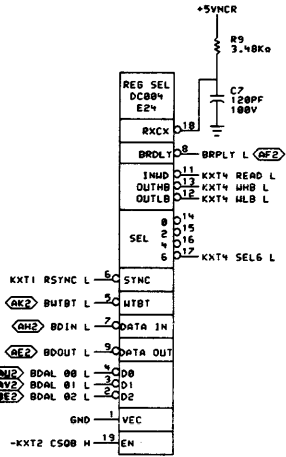 +5VNCR
R9
3.48KΩ
REG SEL
DC004
E24
C7
120PF
100V
RXCX 18
BRDLY 8 BRPLY L AF2
INWD 11 KXT4 READ L
OUTHB 13 KXT4 WHB L
OUTLB 12 KXT4 WLB L
0 14
2 15
SEL
4 16
6 17 KXT4 SEL6 L
KXT1 RSYNC L 6 SYNC
AK2 BWTBT L 5 WTBT
AH2 BDIN L 7 DATA IN
AE2 BDOUT L 9 DATA OUT
BDAL 00 L 4 D0
BDAL 01 L 3 D1
BDAL 02 L 2 D2
GND 1 VEC
-KXT2 CSQB H 19 EN